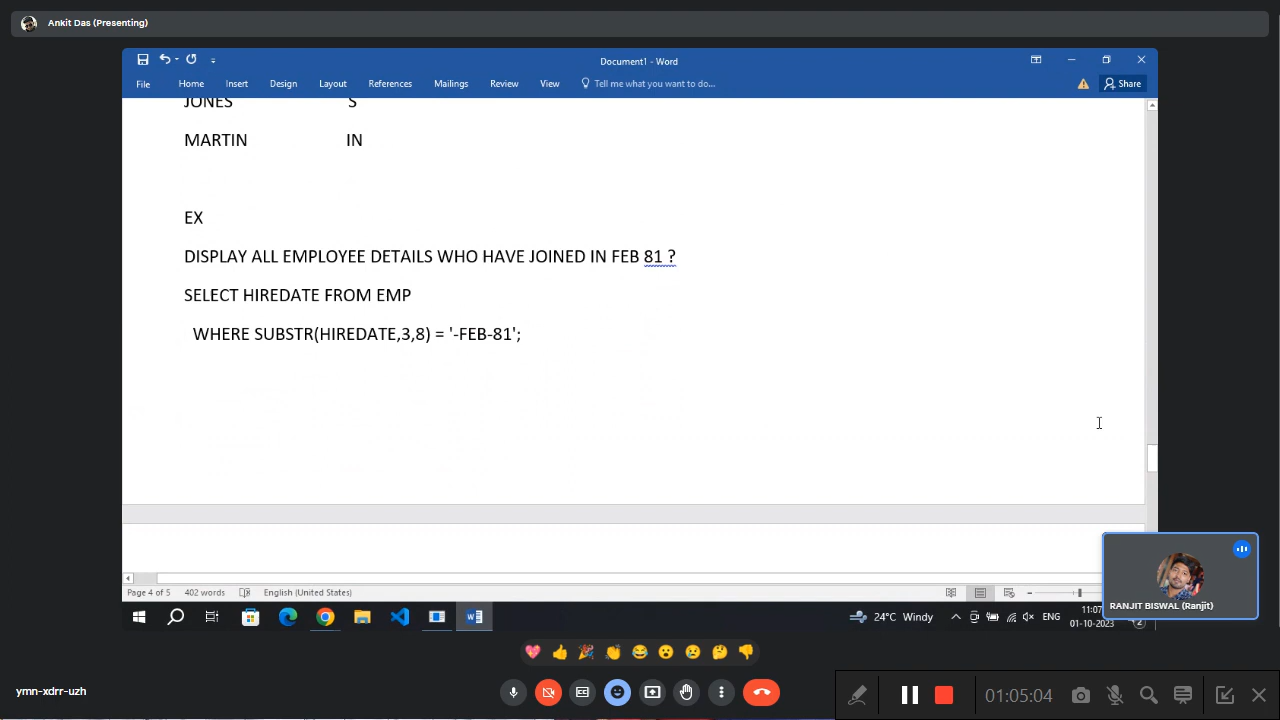 Ankit Das (Presenting)
Document1 - Word
File Home Insert Design Layout References Mailings Review View Tell me what you want to do... Share
JONES S
MARTIN IN
EX
DISPLAY ALL EMPLOYEE DETAILS WHO HAVE JOINED IN FEB 81 ?
SELECT HIREDATE FROM EMP
WHERE SUBSTR(HIREDATE,3,8) = '-FEB-81';
Page 4 of 5 402 words English (United States)
RANJIT BISWAL (Ranjit)
24°C Windy ENG 11:07
01-10-2023
ymn-xdrr-uzh
01:05:04